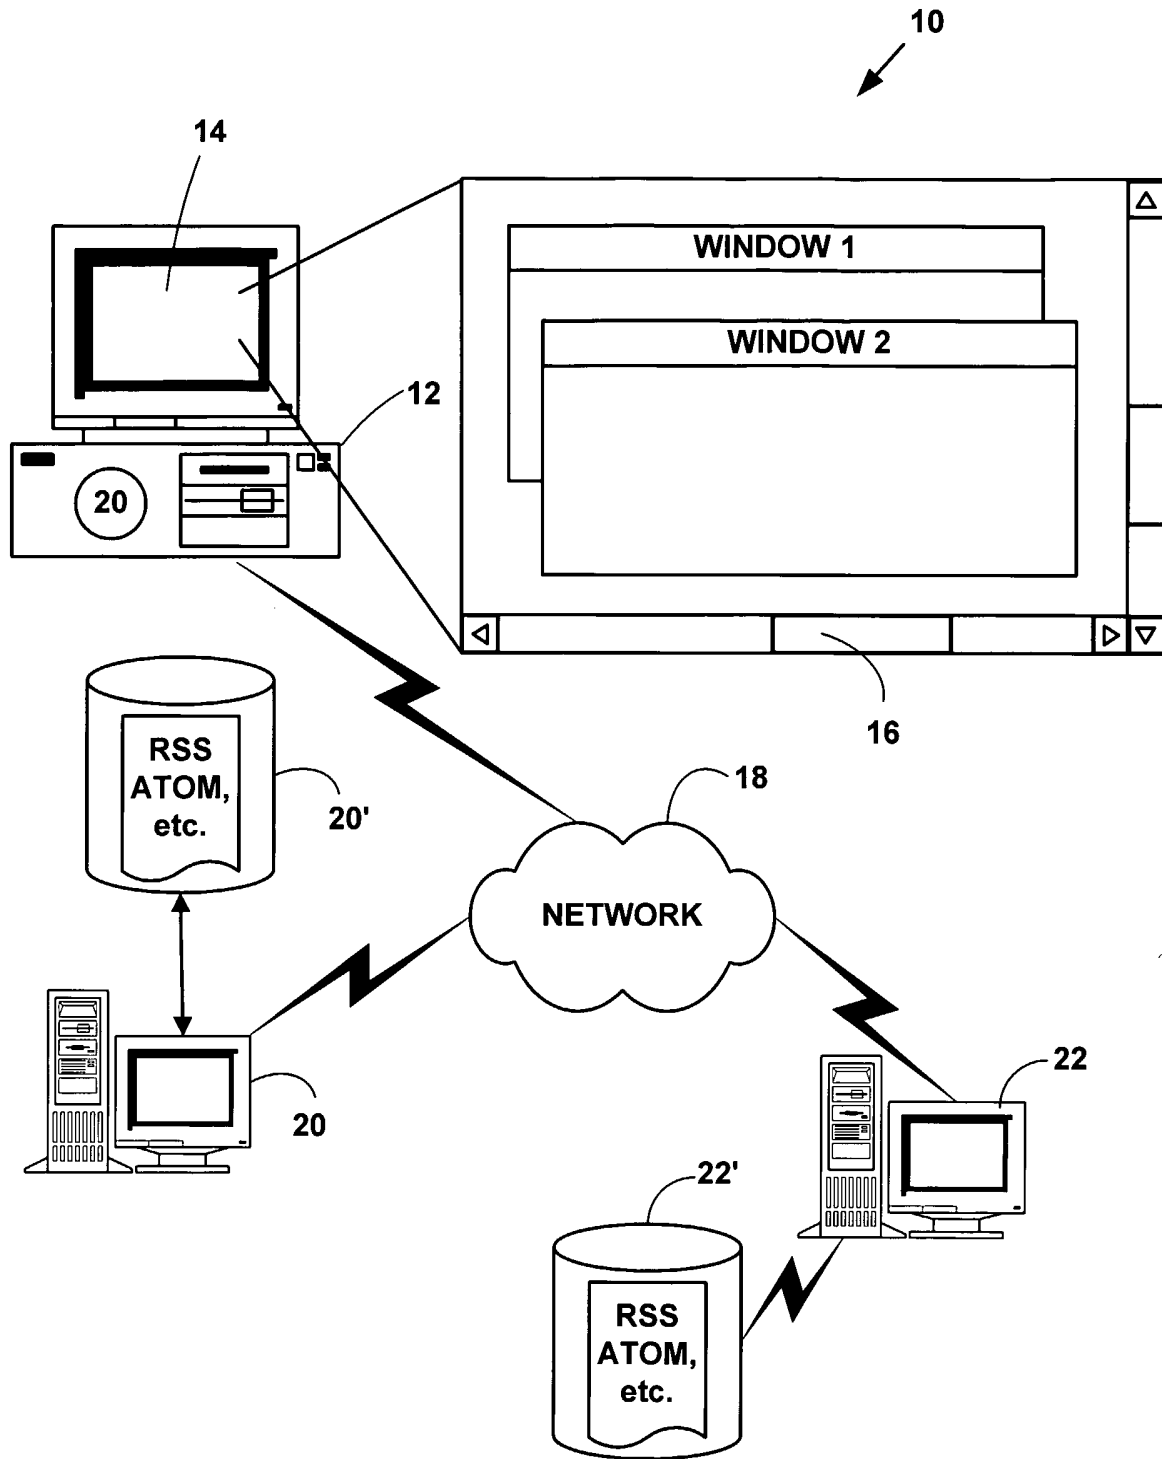 10
14
WINDOW 1
WINDOW 2
12
20
16
RSS
ATOM,
etc.
20'
18
NETWORK
20
22
22'
RSS
ATOM,
etc.